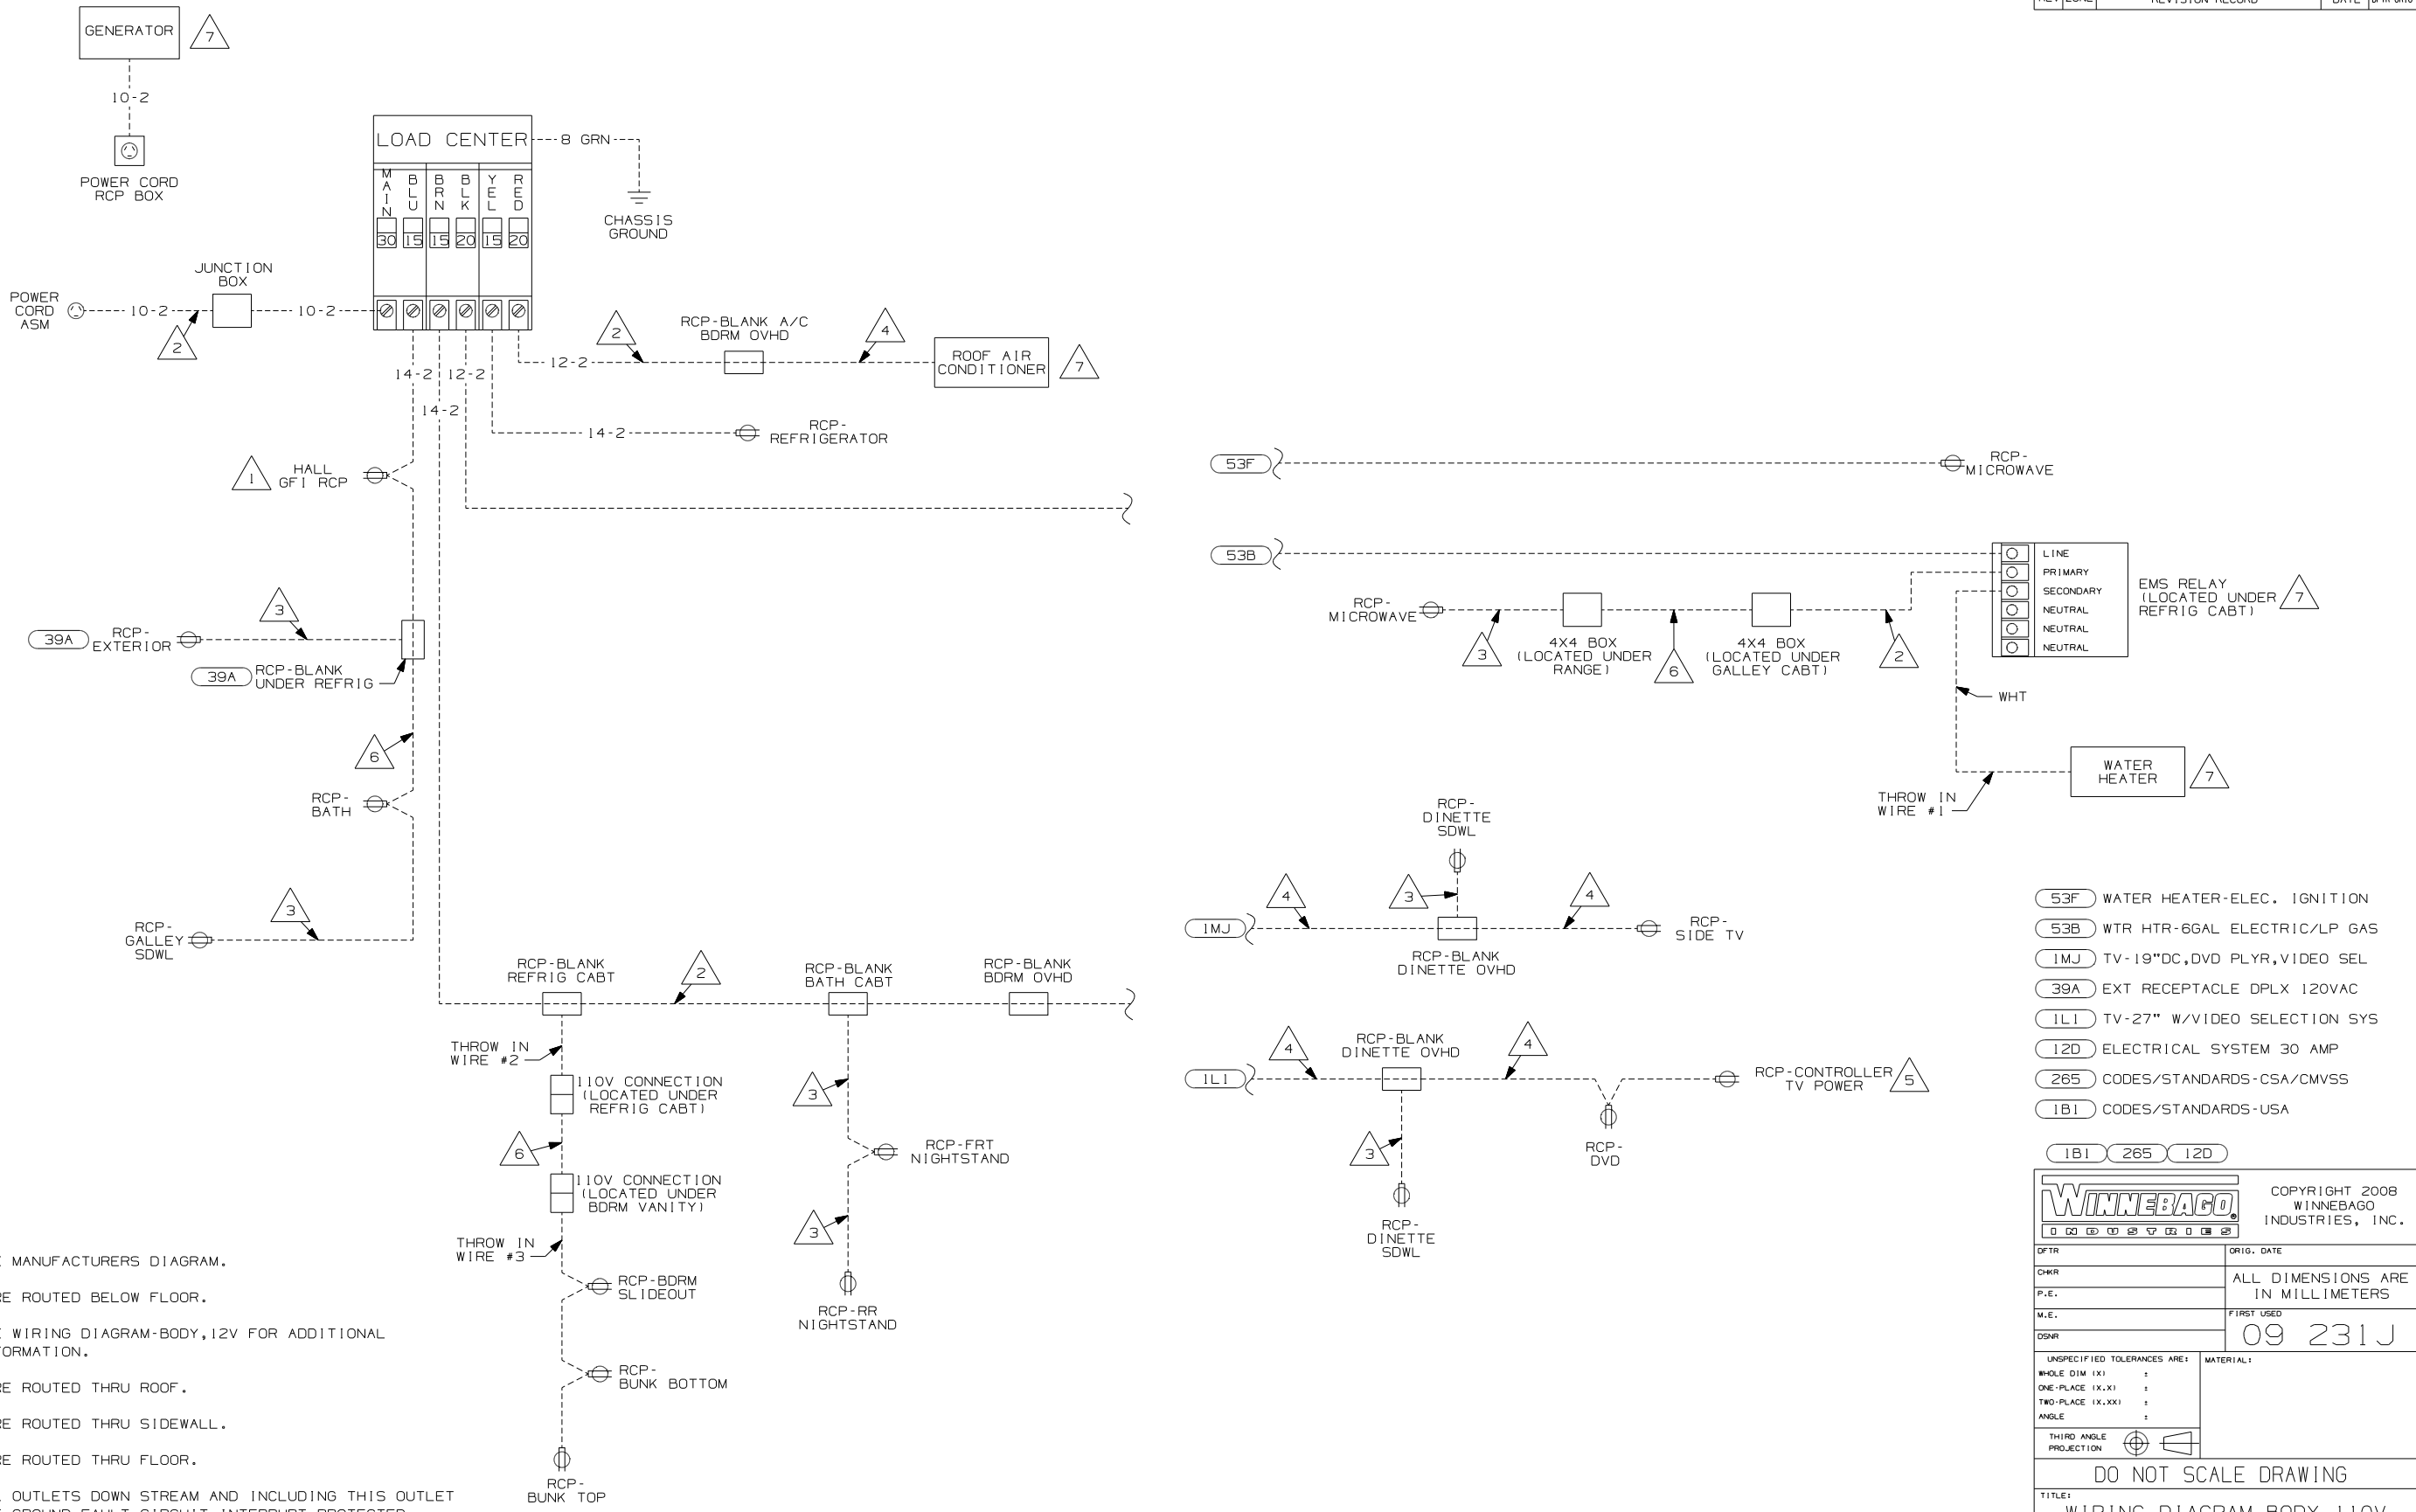 REV ZONE REVISION RECORD DATE
GENERATOR
7
10-2
POWER CORD
RCP BOX
LOAD CENTER
8 GRN
CHASSIS
GROUND
MAIN BLU BRN BLK YEL RED
30 15 15 20 15 20
JUNCTION
BOX
POWER
CORD
ASM
10-2
2
10-2
14-2
12-2
14-2
12-2
2
RCP-BLANK A/C
BDRM OVHD
4
ROOF AIR
CONDITIONER
7
14-2
RCP-
REFRIGERATOR
1
HALL
GFI RCP
3
39A
RCP-
EXTERIOR
39A
RCP-BLANK
UNDER REFRIG
6
RCP-
BATH
3
RCP-
GALLEY
SDWL
RCP-BLANK
REFRIG CABT
2
RCP-BLANK
BATH CABT
RCP-BLANK
BDRM OVHD
THROW IN
WIRE #2
110V CONNECTION
(LOCATED UNDER
REFRIG CABT)
6
110V CONNECTION
(LOCATED UNDER
BDRM VANITY)
THROW IN
WIRE #3
RCP-BDRM
SLIDEOUT
RCP-
BUNK BOTTOM
RCP-
BUNK TOP
3
RCP-FRT
NIGHTSTAND
3
RCP-RR
NIGHTSTAND
53F
RCP-
MICROWAVE
53B
RCP-
MICROWAVE
3
4X4 BOX
(LOCATED UNDER
RANGE)
6
4X4 BOX
(LOCATED UNDER
GALLEY CABT)
2
LINE
PRIMARY
SECONDARY
NEUTRAL
NEUTRAL
NEUTRAL
EMS RELAY
(LOCATED UNDER
REFRIG CABT)
7
WHT
WATER
HEATER
7
THROW IN
WIRE #1
RCP-
DINETTE
SDWL
1MJ
4
3
4
RCP-
SIDE TV
RCP-BLANK
DINETTE OVHD
1L1
4
RCP-BLANK
DINETTE OVHD
4
RCP-CONTROLLER
TV POWER
5
3
RCP-
DVD
RCP-
DINETTE
SDWL
53F WATER HEATER-ELEC. IGNITION
53B WTR HTR-6GAL ELECTRIC/LP GAS
1MJ TV-19"DC,DVD PLYR,VIDEO SEL
39A EXT RECEPTACLE DPLX 120VAC
1L1 TV-27" W/VIDEO SELECTION SYS
12D ELECTRICAL SYSTEM 30 AMP
265 CODES/STANDARDS-CSA/CMVSS
1B1 CODES/STANDARDS-USA
1B1 265 12D
WINNEBAGO
INDUSTRIES
COPYRIGHT 2008
WINNEBAGO
INDUSTRIES, INC.
DFTR
ORIG. DATE
CHKR
ALL DIMENSIONS ARE
IN MILLIMETERS
P.E.
M.E.
FIRST USED
09 231J
DSNR
UNSPECIFIED TOLERANCES ARE:
WHOLE DIM (X) :
ONE-PLACE (X.X) :
TWO-PLACE (X.XX) :
ANGLE :
MATERIAL:
THIRD ANGLE
PROJECTION
DO NOT SCALE DRAWING
TITLE:
WIRING DIAGRAM-BODY, 110V
MANUFACTURERS DIAGRAM.
ROUTED BELOW FLOOR.
WIRING DIAGRAM-BODY,12V FOR ADDITIONAL
ROUTED THRU ROOF.
ROUTED THRU SIDEWALL.
ROUTED THRU FLOOR.
OUTLETS DOWN STREAM AND INCLUDING THIS OUTLET
GROUND FAULT CIRCUIT INTERRUPT PROTECTED